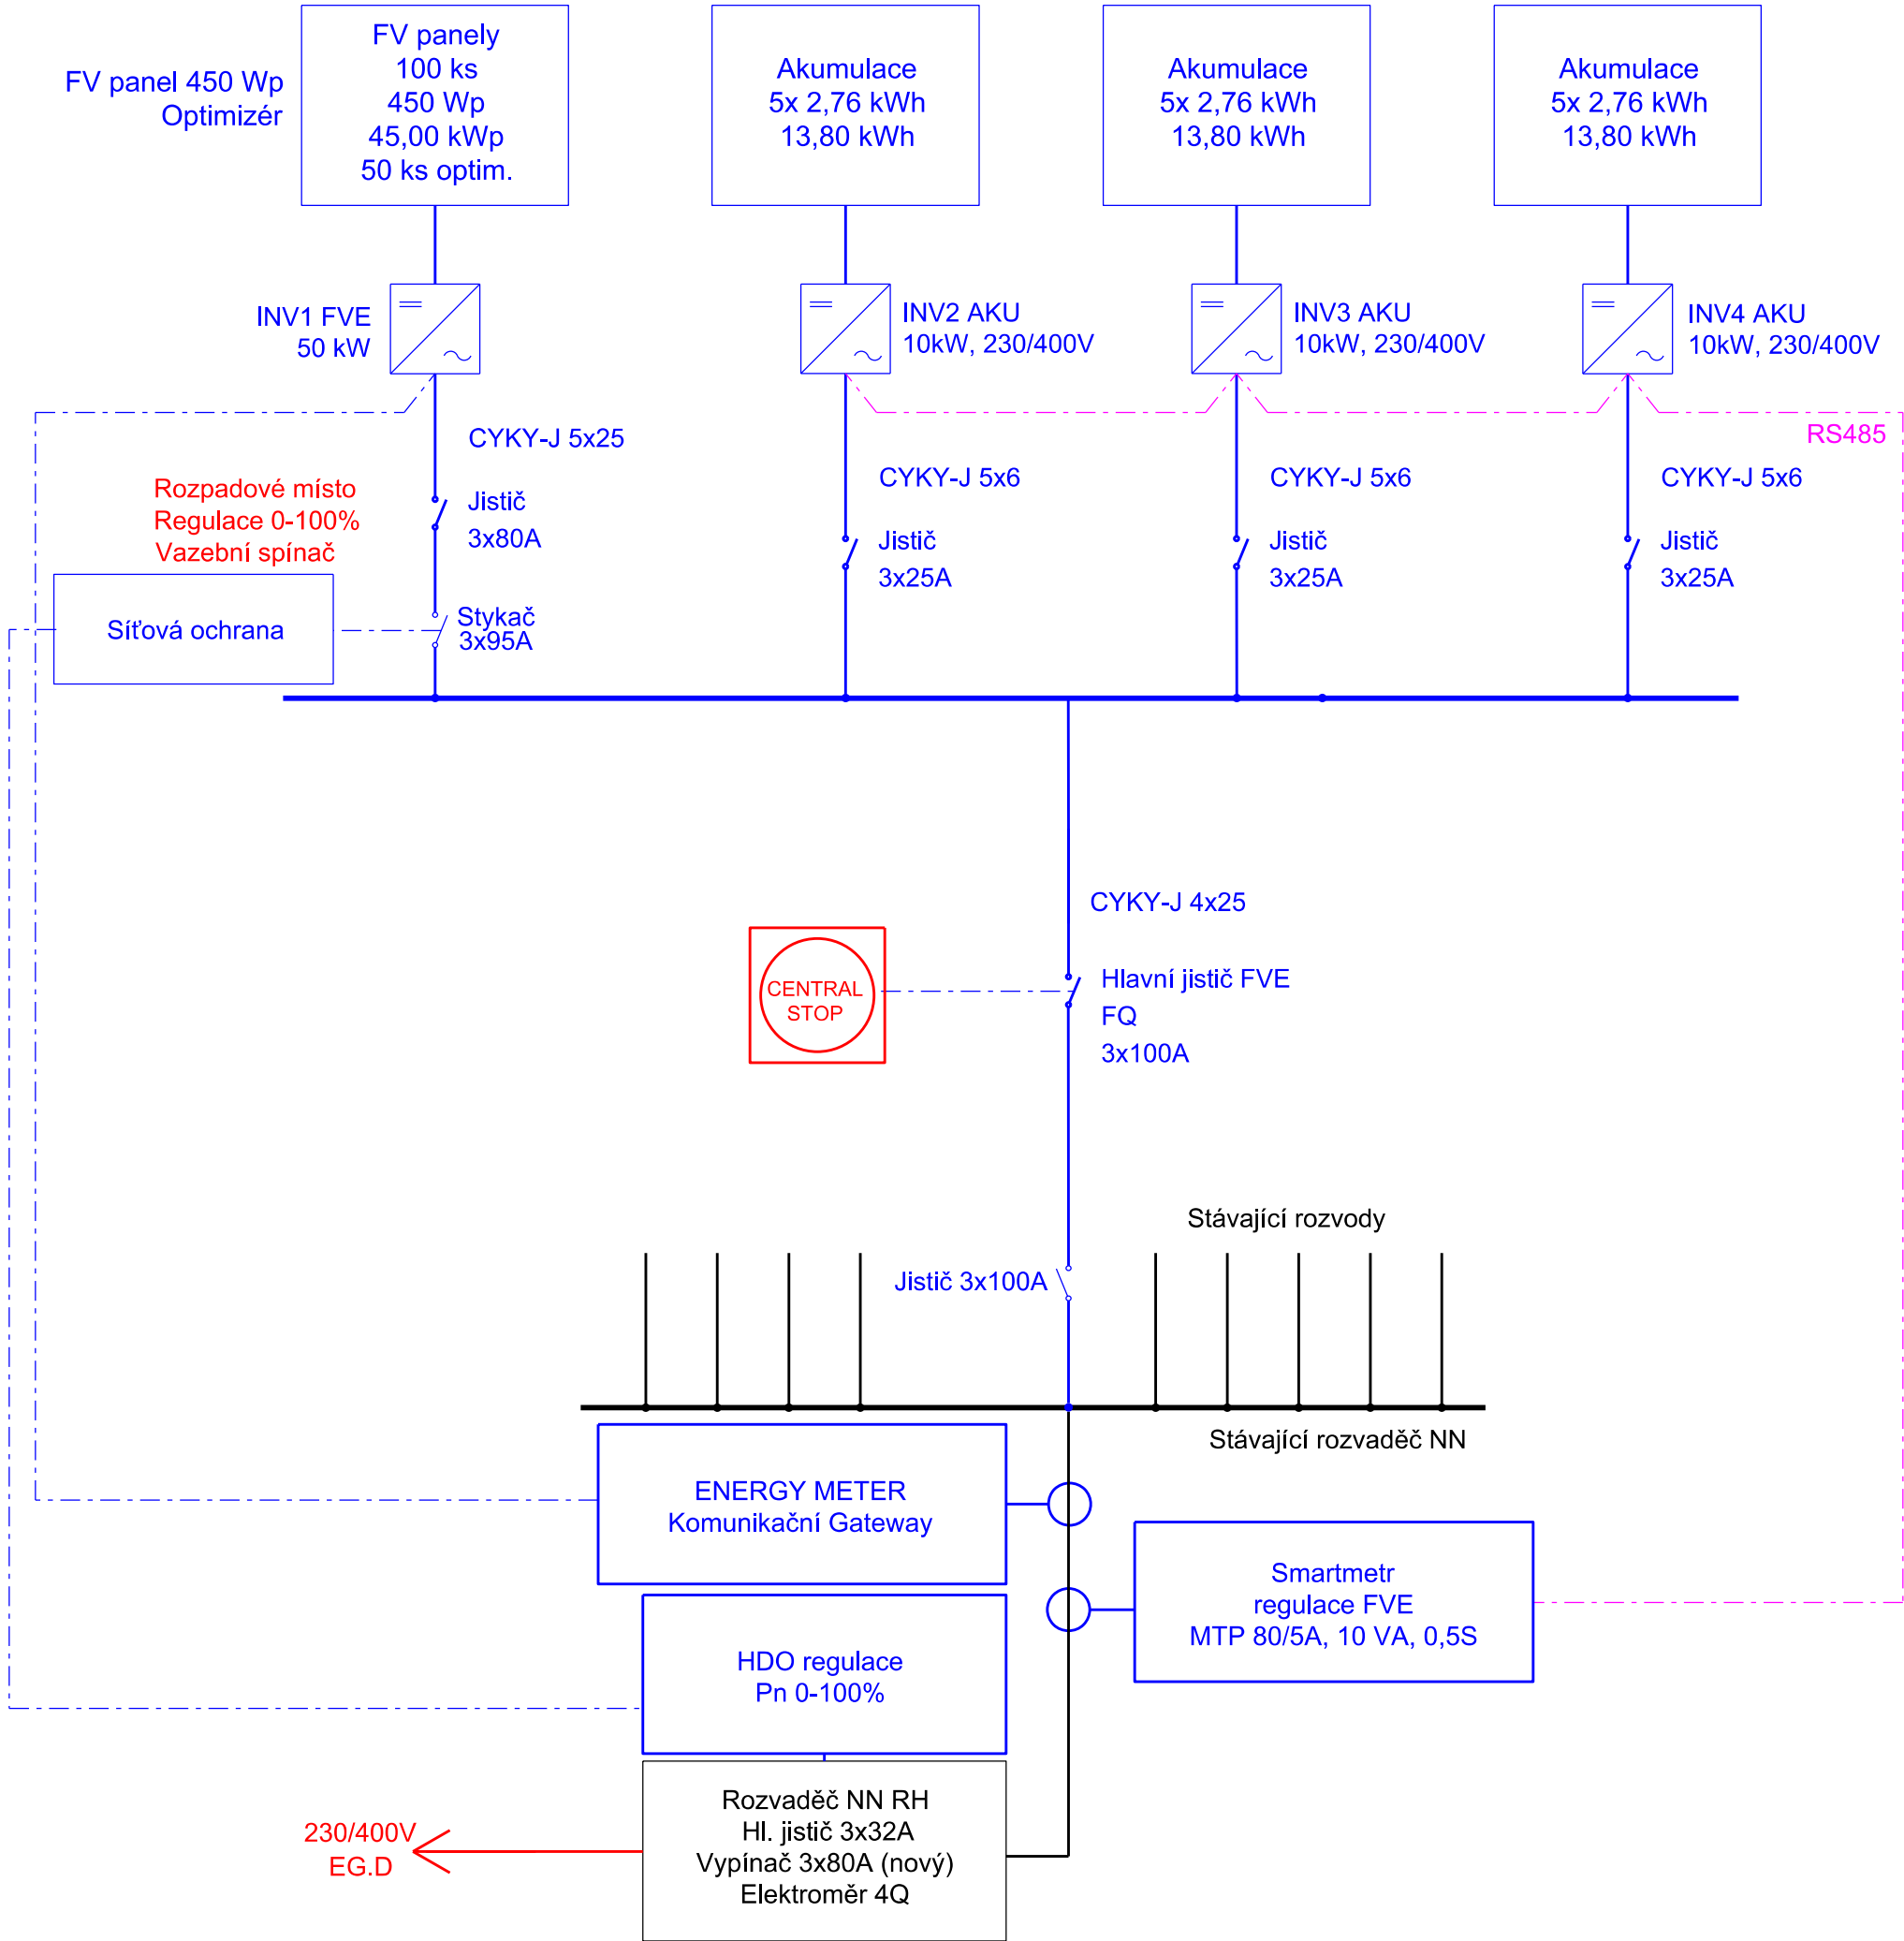 FV panel 450 Wp
Optimizér
FV panely
100 ks
450 Wp
45,00 kWp
50 ks optim.
Akumulace
5x 2,76 kWh
13,80 kWh
Akumulace
5x 2,76 kWh
13,80 kWh
Akumulace
5x 2,76 kWh
13,80 kWh
INV1 FVE
50 kW
INV2 AKU
10kW, 230/400V
INV3 AKU
10kW, 230/400V
INV4 AKU
10kW, 230/400V
RS485
CYKY-J 5x25
CYKY-J 5x6
CYKY-J 5x6
CYKY-J 5x6
Rozpadové místo
Regulace 0-100%
Vazební spínač
Jistič
3x80A
Jistič
3x25A
Jistič
3x25A
Jistič
3x25A
Síťová ochrana
Stykač
3x95A
CYKY-J 4x25
CENTRAL
STOP
Hlavní jistič FVE
FQ
3x100A
Stávající rozvody
Jistič 3x100A
Stávající rozvaděč NN
ENERGY METER
Komunikační Gateway
Smartmetr
regulace FVE
MTP 80/5A, 10 VA, 0,5S
HDO regulace
Pn 0-100%
Rozvaděč NN RH
Hl. jistič 3x32A
Vypínač 3x80A (nový)
Elektroměr 4Q
230/400V
EG.D